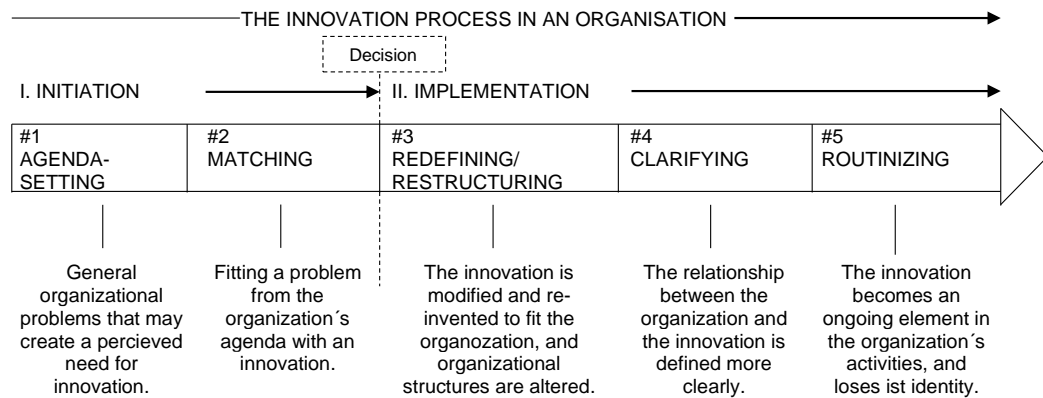 THE INNOVATION PROCESS IN AN ORGANISATION
Decision
I. INITIATION
II. IMPLEMENTATION
#1
AGENDA-
SETTING
#2
MATCHING
#3
REDEFINING/
RESTRUCTURING
#4
CLARIFYING
#5
ROUTINIZING
General
organizational
problems that may
create a percieved
need for
innovation.
Fitting a problem
from the
organization´s
agenda with an
innovation.
The innovation is
modified and re-
invented to fit the
organozation, and
organizational
structures are altered.
The relationship
between the
organization and
the innovation is
defined more
clearly.
The innovation
becomes an
ongoing element in
the organization´s
activities, and
loses ist identity.